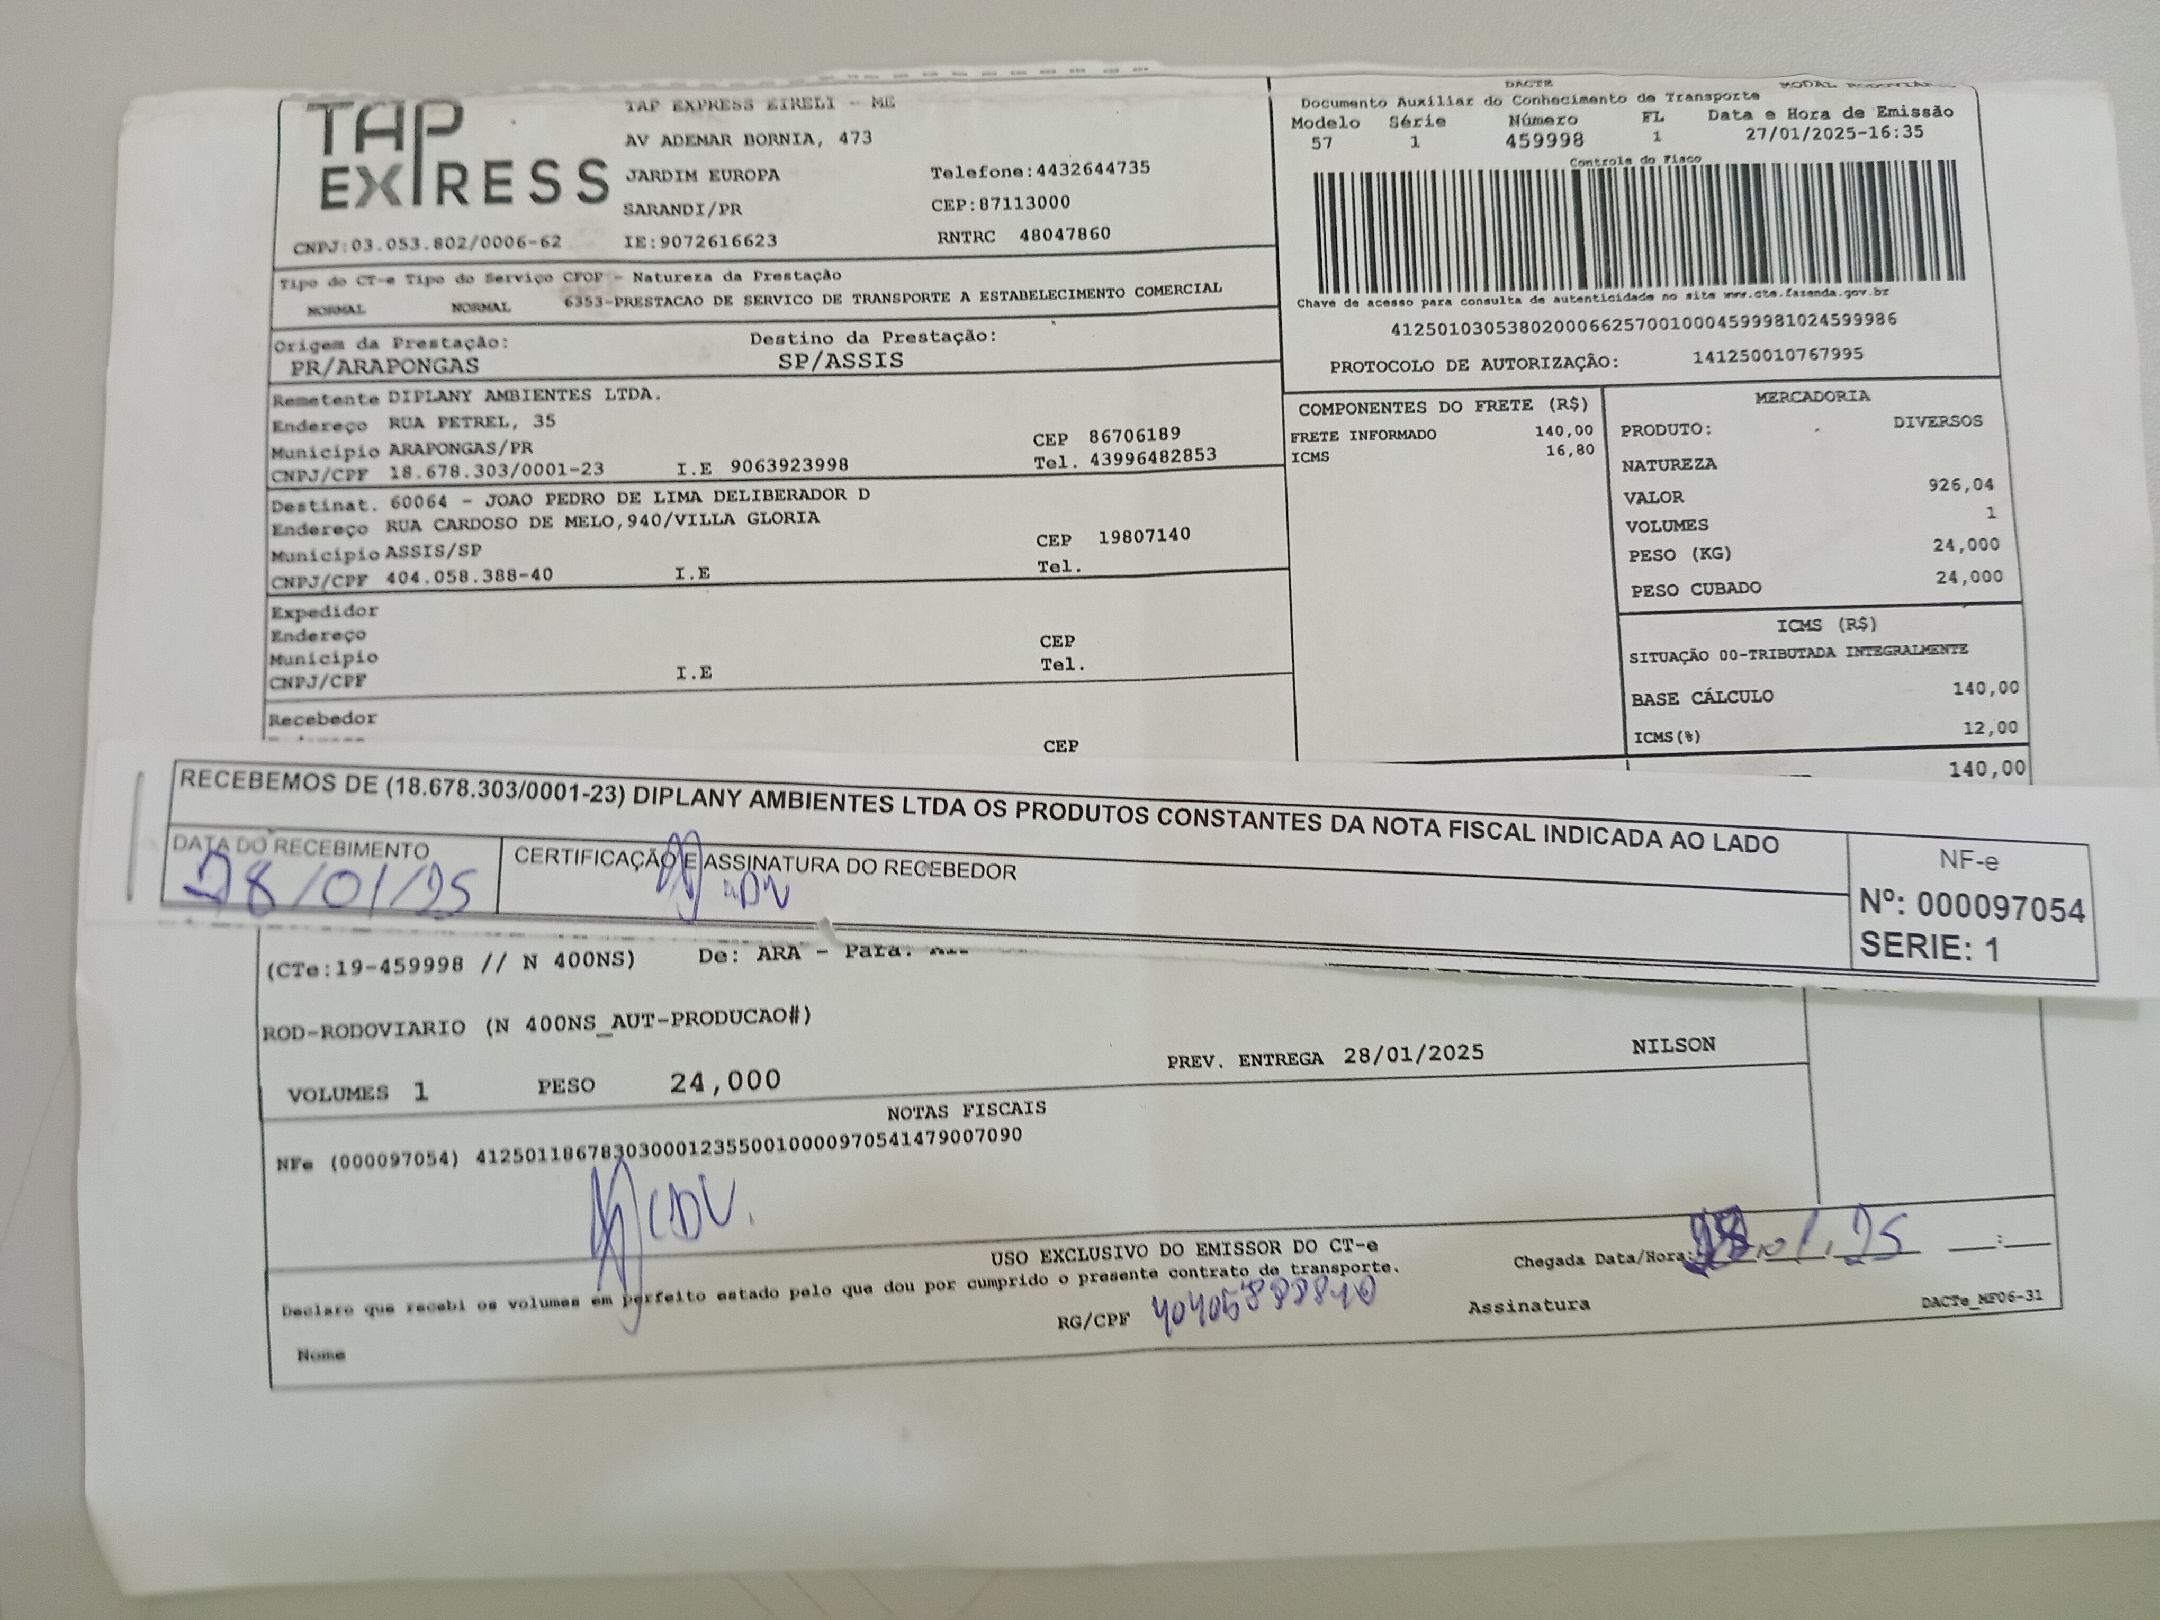 TAP EXPRESS
TAP EXPRESS EIRELI - ME
AV ADEMAR BORNIA, 473
JARDIM EUROPA Telefone:4432644735
SARANDI/PR CEP:87113000
CNPJ:03.053.802/0006-62 IE:9072616623 RNTRC 48047860
DACTE MODAL
Documento Auxiliar do Conhecimento de Transporte
Modelo Série Número FL Data e Hora de Emissão
57 1 459998 1 27/01/2025-16:35
Controle do Fisco
Chave de acesso para consulta de autenticidade no site www.cte.fazenda.gov.br
41250103053802000662570010004599981024599986
PROTOCOLO DE AUTORIZAÇÃO: 141250010767995
Tipo do CT-e Tipo do Serviço CFOP - Natureza da Prestação
NORMAL NORMAL 6353-PRESTACAO DE SERVICO DE TRANSPORTE A ESTABELECIMENTO COMERCIAL
Origem da Prestação: Destino da Prestação:
PR/ARAPONGAS SP/ASSIS
Remetente DIPLANY AMBIENTES LTDA.
Endereço RUA PETREL, 35
Município ARAPONGAS/PR CEP 86706189
CNPJ/CPF 18.678.303/0001-23 I.E 9063923998 Tel. 43996482853
Destinat. 60064 - JOAO PEDRO DE LIMA DELIBERADOR D
Endereço RUA CARDOSO DE MELO,940/VILLA GLORIA
Município ASSIS/SP CEP 19807140
CNPJ/CPF 404.058.388-40 I.E Tel.
Expedidor
Endereço CEP
Município Tel.
CNPJ/CPF I.E
Recebedor
CEP
COMPONENTES DO FRETE (R$)
FRETE INFORMADO 140,00
ICMS 16,80
MERCADORIA
PRODUTO: DIVERSOS
NATUREZA
VALOR 926,04
VOLUMES 1
PESO (KG) 24,000
PESO CUBADO 24,000
ICMS (R$)
SITUAÇÃO 00-TRIBUTADA INTEGRALMENTE
BASE CÁLCULO 140,00
ICMS(%) 12,00
140,00
RECEBEMOS DE (18.678.303/0001-23) DIPLANY AMBIENTES LTDA OS PRODUTOS CONSTANTES DA NOTA FISCAL INDICADA AO LADO
DATA DO RECEBIMENTO CERTIFICAÇÃO E ASSINATURA DO RECEBEDOR
28/01/25
NF-e
Nº: 000097054
SERIE: 1
(CTe:19-459998 // N 400NS) De: ARA - Para:
ROD-RODOVIARIO (N 400NS_AUT-PRODUCAO#)
PREV. ENTREGA 28/01/2025 NILSON
VOLUMES 1 PESO 24,000
NOTAS FISCAIS
NFe (000097054) 41250118678303000123550010000970541479007090
USO EXCLUSIVO DO EMISSOR DO CT-e
Declaro que recebi os volumes em perfeito estado pelo que dou por cumprido o presente contrato de transporte.
Chegada Data/Hora: 28.01.25 :
Nome RG/CPF 40405838840 Assinatura DACTe_MF06-31